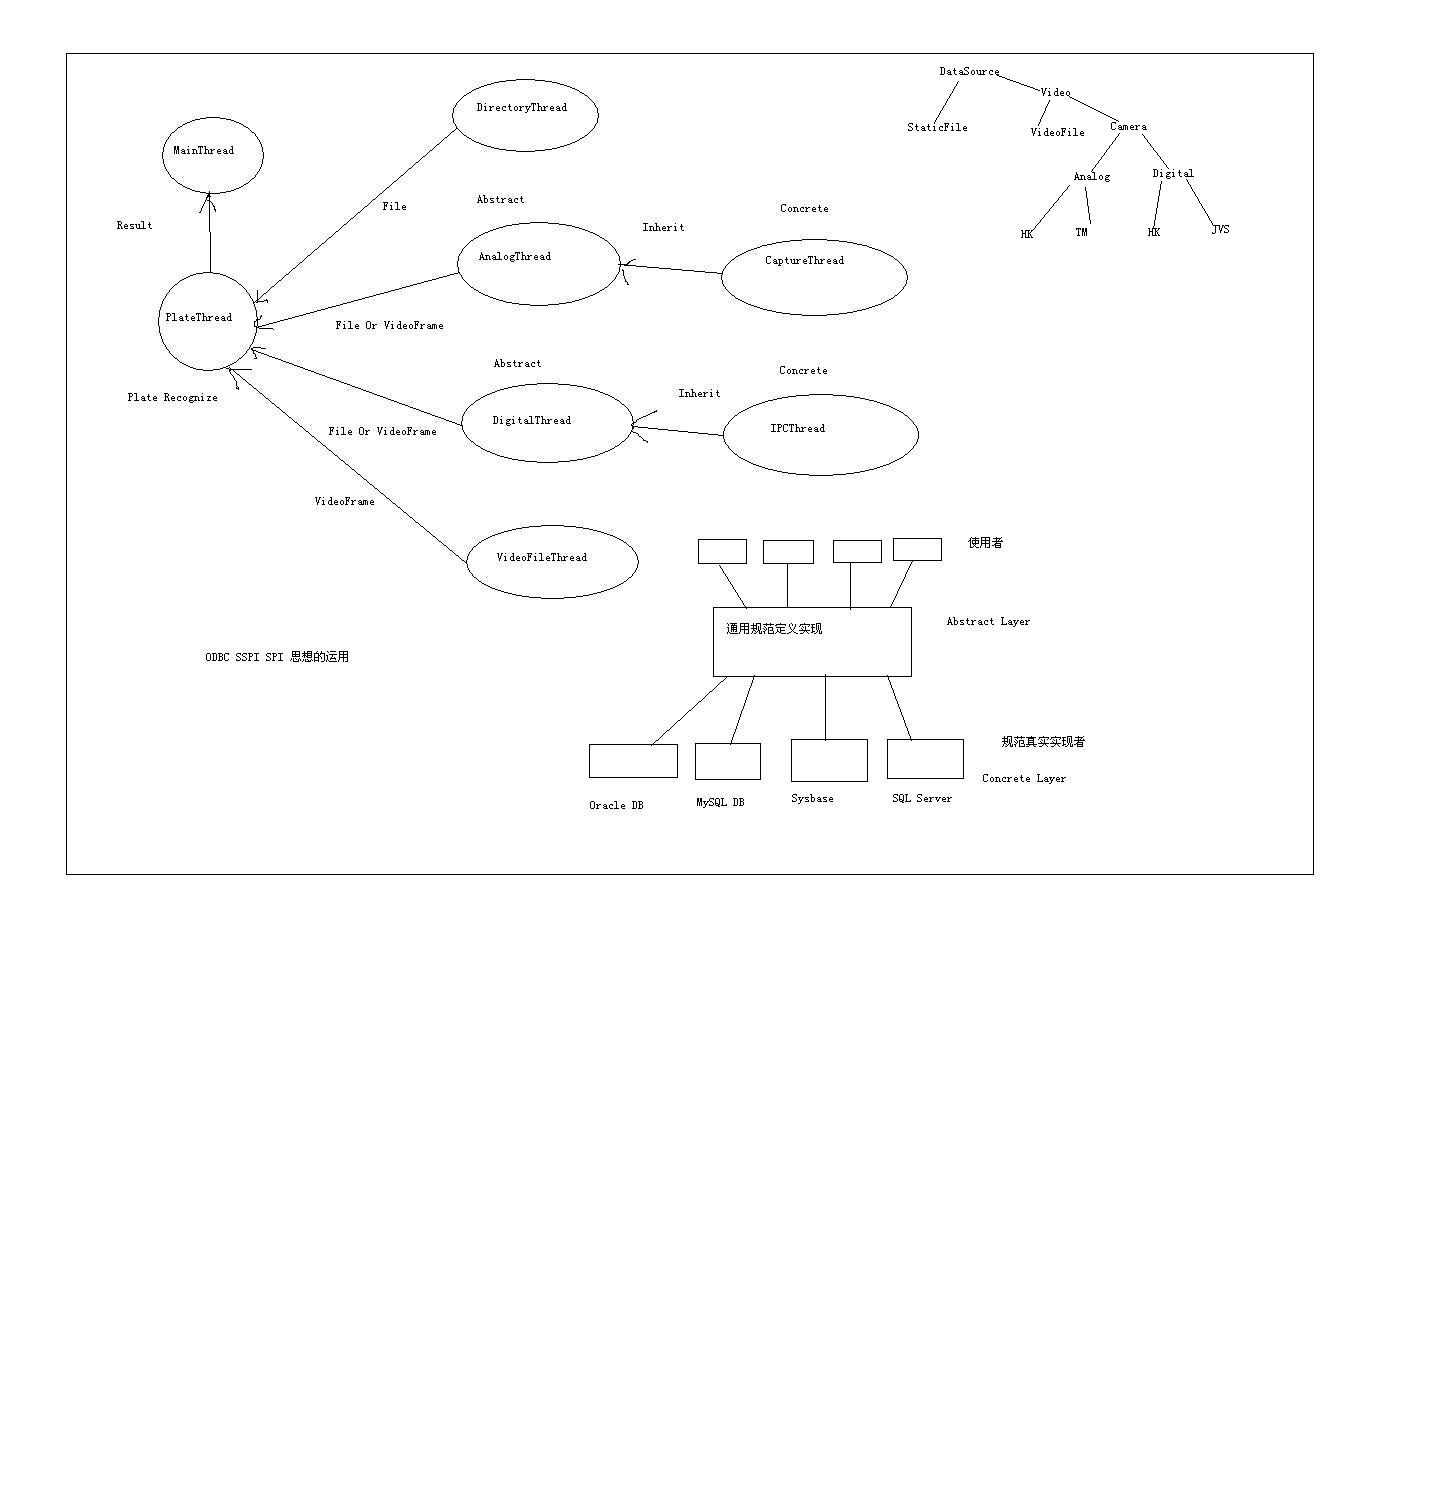 DataSource
Video
DirectoryThread
StaticFile
VideoFile
Camera
MainThread
Analog
Digital
Abstract
File
Concrete
Result
Inherit
HK
TM
HK
JVS
AnalogThread
CaptureThread
PlateThread
File Or VideoFrame
Abstract
Concrete
Plate Recognize
Inherit
DigitalThread
IPCThread
File Or VideoFrame
VideoFrame
VideoFileThread
使用者
通用规范定义实现
Abstract Layer
ODBC SSPI SPI 思想的运用
规范真实实现者
Concrete Layer
Oracle DB
MySQL DB
Sysbase
SQL Server